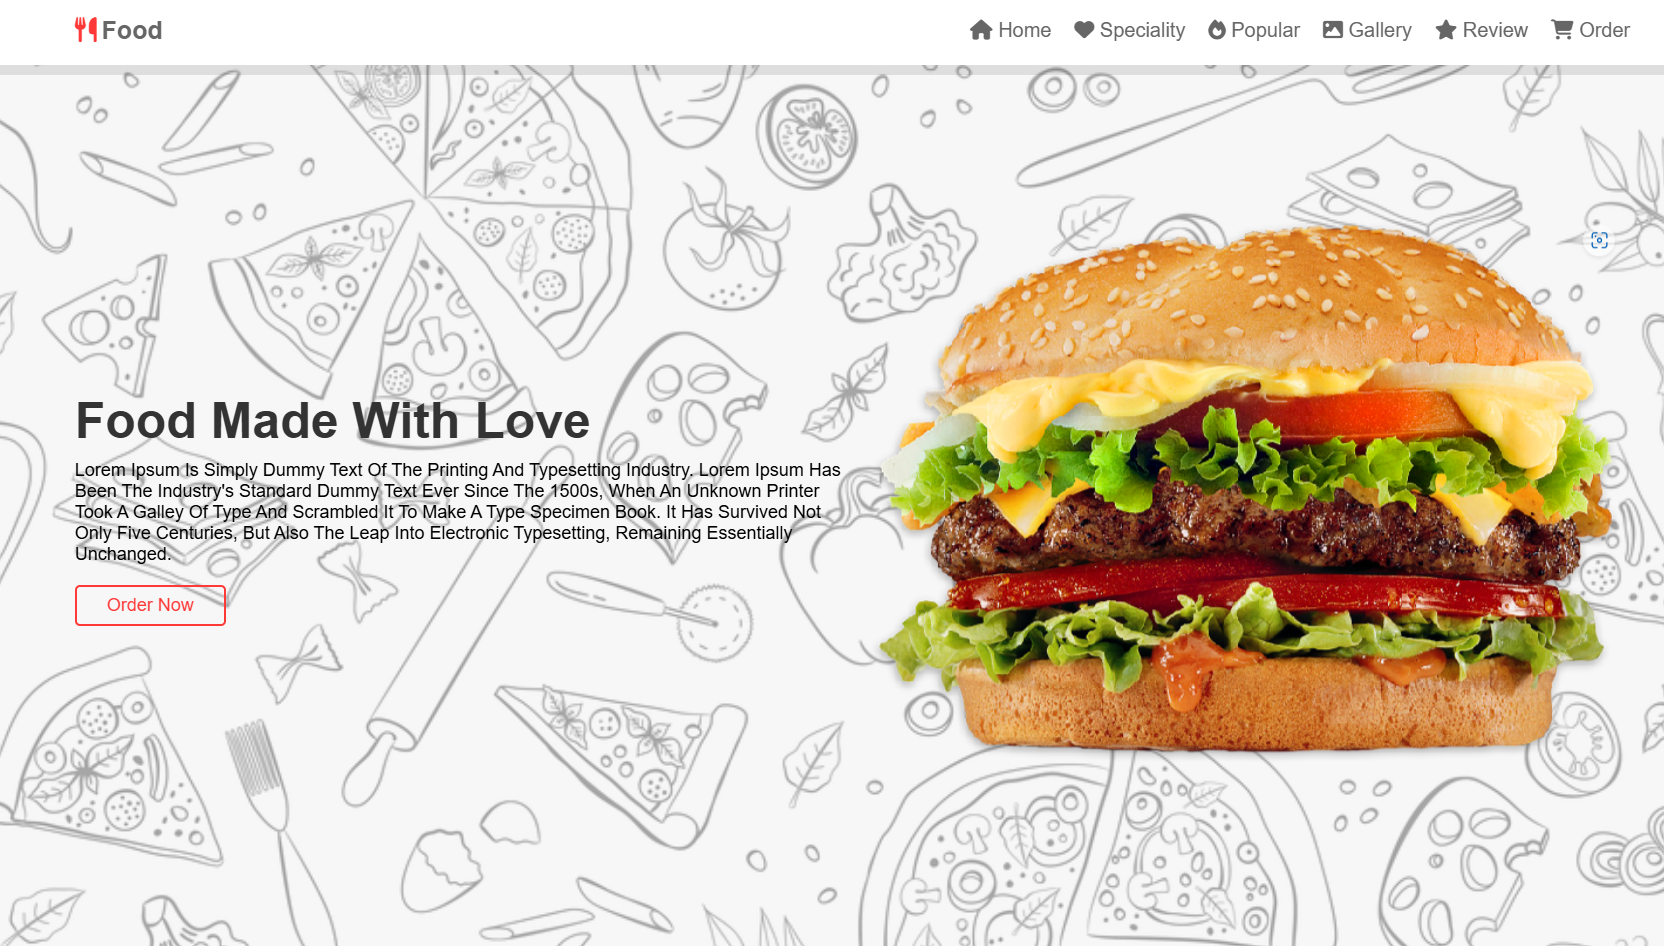 Food
Home Speciality Popular Gallery Review Order
Food Made With Love
Lorem Ipsum Is Simply Dummy Text Of The Printing And Typesetting Industry. Lorem Ipsum Has
Been The Industry's Standard Dummy Text Ever Since The 1500s, When An Unknown Printer
Took A Galley Of Type And Scrambled It To Make A Type Specimen Book. It Has Survived Not
Only Five Centuries, But Also The Leap Into Electronic Typesetting, Remaining Essentially
Unchanged.
Order Now